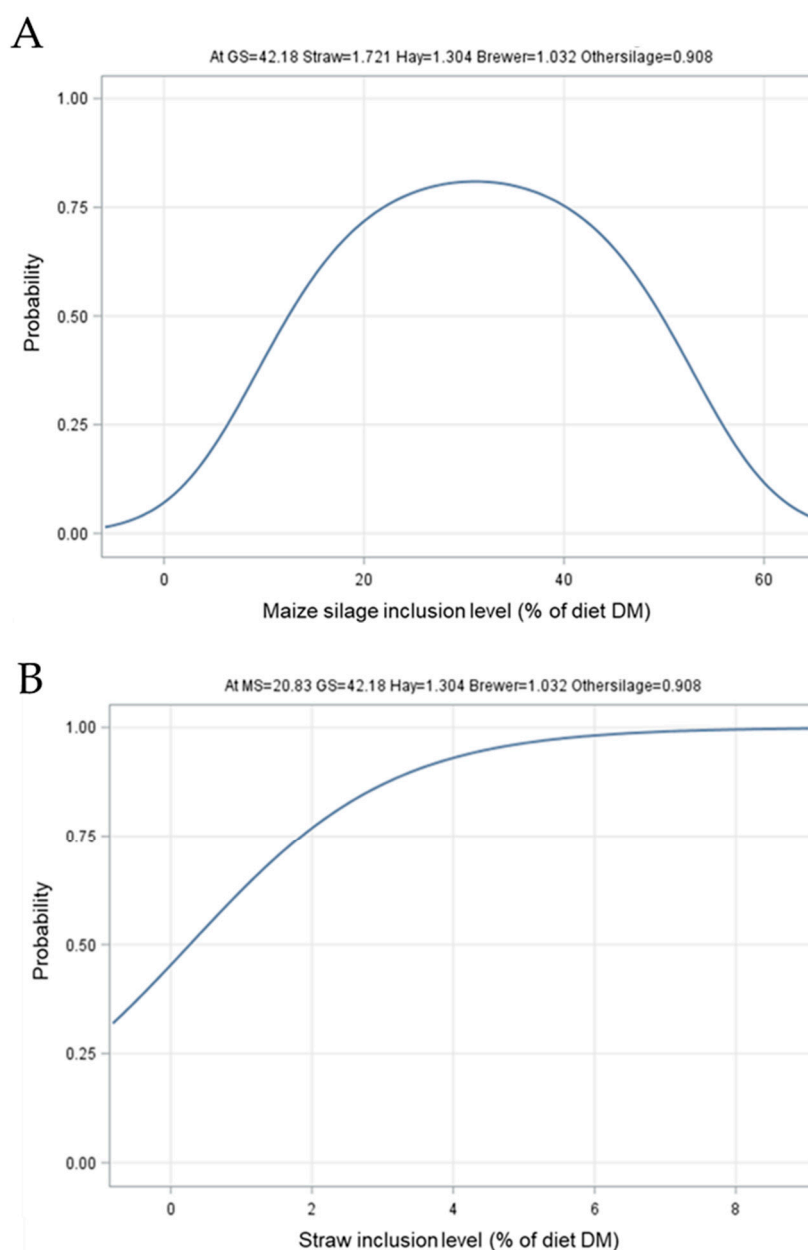 A
At GS=42.18 Straw=1.721 Hay=1.304 Brewer=1.032 Othersilage=0.908
1.00
0.75
0.50
0.25
0.00
Probability
0 20 40 60
Maize silage inclusion level (% of diet DM)
B
At MS=20.83 GS=42.18 Hay=1.304 Brewer=1.032 Othersilage=0.908
1.00
0.75
0.50
0.25
0.00
Probability
0 2 4 6 8
Straw inclusion level (% of diet DM)